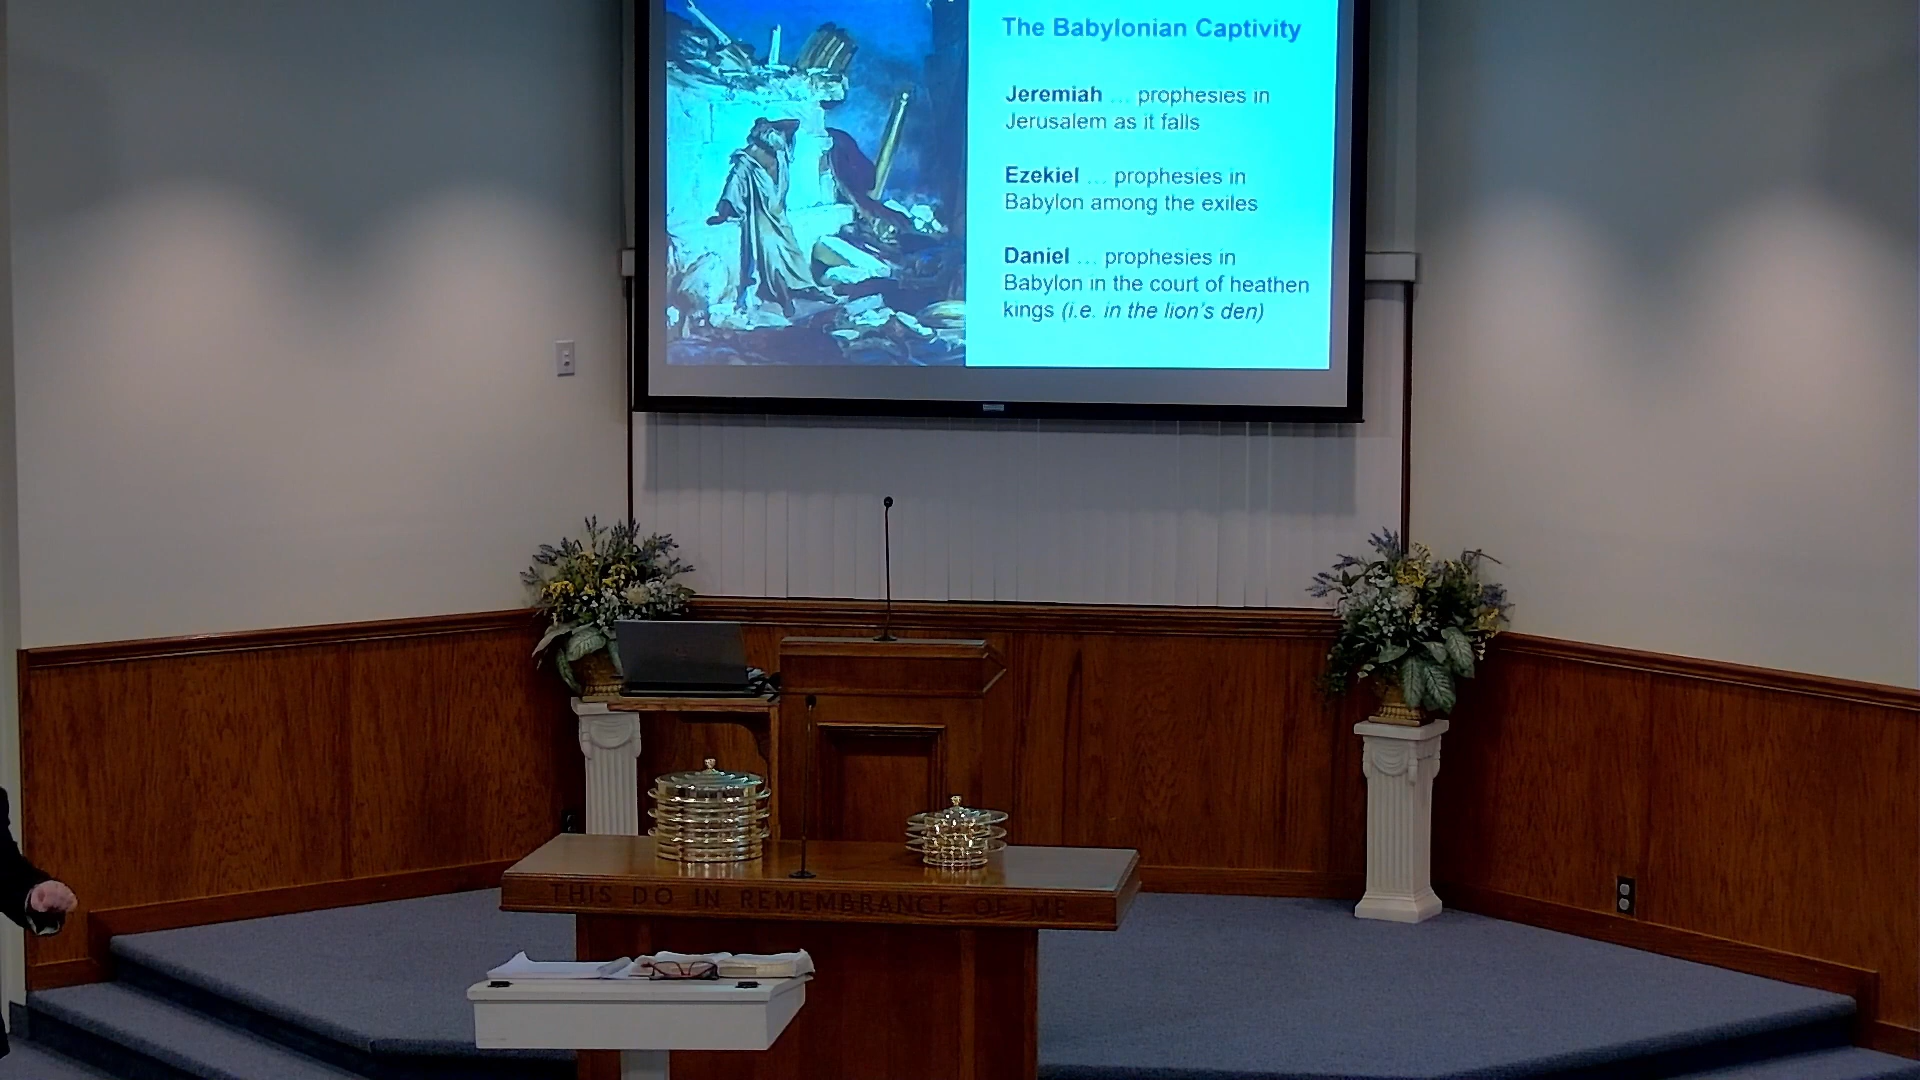 The Babylonian Captivity
Jeremiah ... prophesies in
Jerusalem as it falls
Ezekiel ... prophesies in
Babylon among the exiles
Daniel ... prophesies in
Babylon in the court of heathen
kings (i.e. in the lion's den)
THIS DO IN REMEMBRANCE OF ME